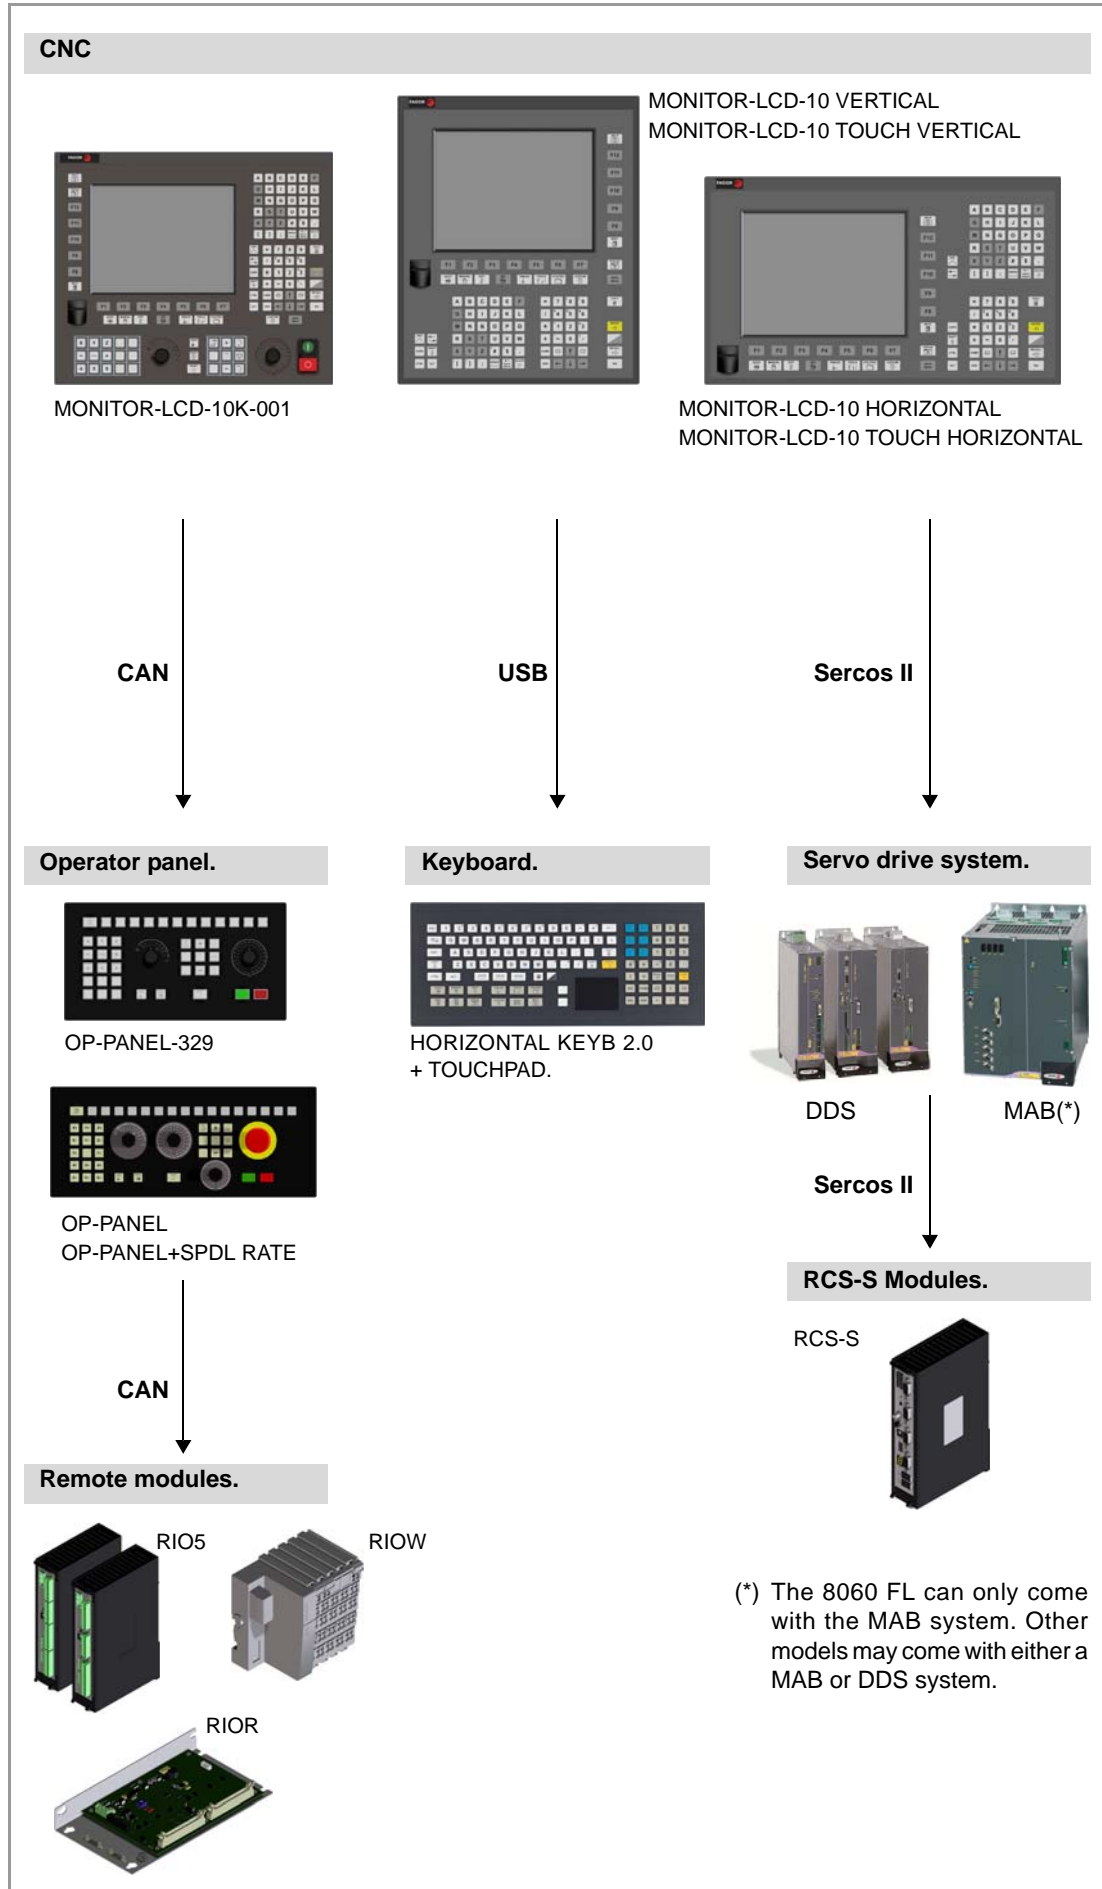 CNC
MONITOR-LCD-10 VERTICAL
MONITOR-LCD-10 TOUCH VERTICAL
FAGOR
FAGOR
FAGOR
MONITOR-LCD-10K-001
MONITOR-LCD-10 HORIZONTAL
MONITOR-LCD-10 TOUCH HORIZONTAL
CAN
USB
Sercos II
Operator panel.
Keyboard.
Servo drive system.
OP-PANEL-329
HORIZONTAL KEYB 2.0
+ TOUCHPAD.
DDS
MAB(*)
OP-PANEL
OP-PANEL+SPDL RATE
Sercos II
RCS-S Modules.
RCS-S
CAN
Remote modules.
RIO5
RIOW
RIOR
(*) The 8060 FL can only come
with the MAB system. Other
models may come with either a
MAB or DDS system.